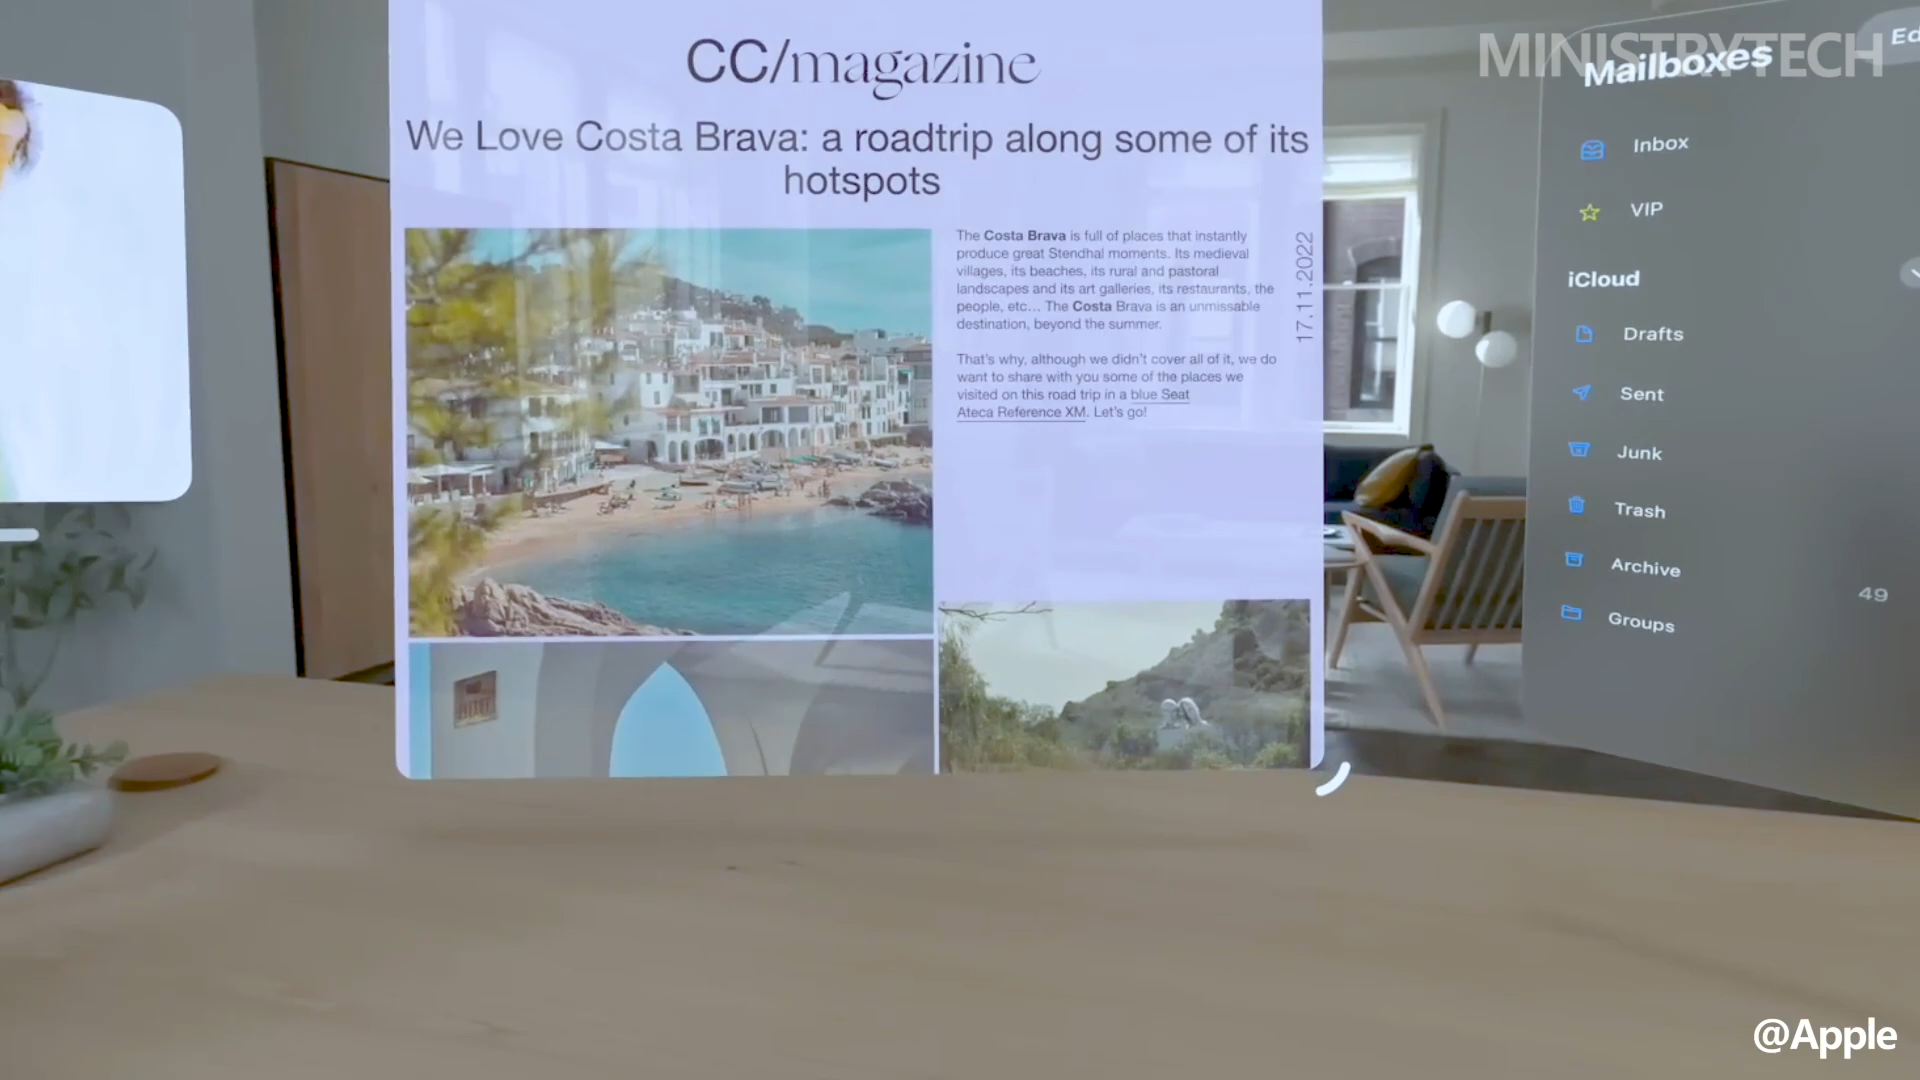 CC/magazine
We Love Costa Brava: a roadtrip along some of its
hotspots
The Costa Brava is full of places that instantly
produce great Stendhal moments. Its medieval
villages, its beaches, its rural and pastoral
landscapes and its art galleries, its restaurants, the
people, etc... The Costa Brava is an unmissable
destination, beyond the summer.
That's why, although we didn't cover all of it, we do
want to share with you some of the places we
visited on this road trip in a blue Seat
Ateca Reference XM. Let's go!
17.11.2022
MINISTRYTECH
Ed
Mailboxes
Inbox
VIP
iCloud
Drafts
Sent
Junk
Trash
Archive
49
Groups
@Apple